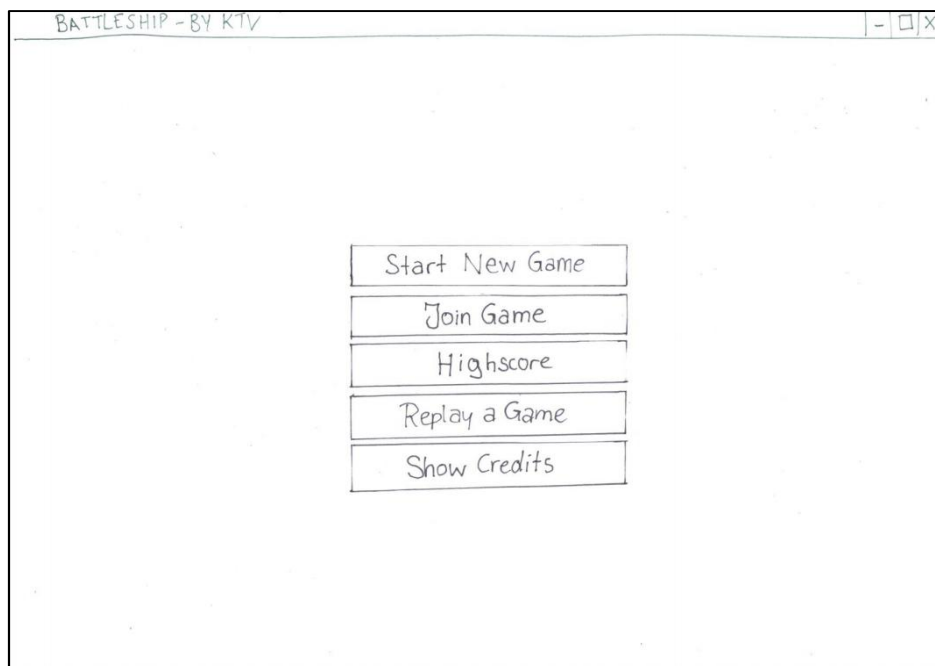 BATTLESHIP - BY KTV
Start New Game
Join Game
Highscore
Replay a Game
Show Credits